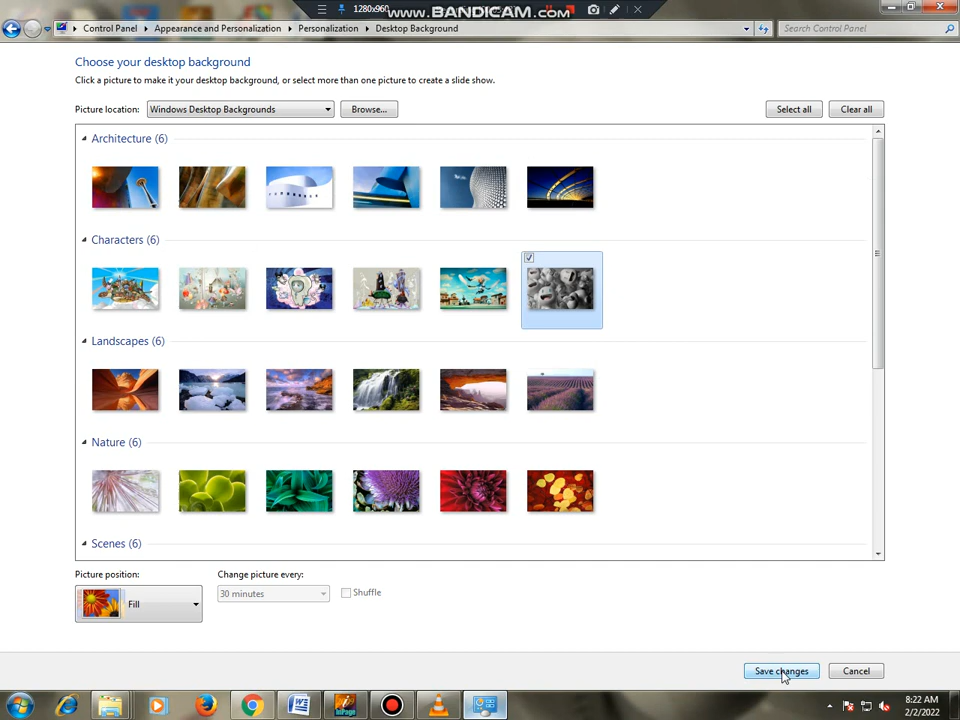 1280x960
www.BANDICAM.com
Control Panel Appearance and Personalization Personalization Desktop Background Search Control Panel
Choose your desktop background
Click a picture to make it your desktop background, or select more than one picture to create a slide show.
Picture location: Windows Desktop Backgrounds Browse... Select all Clear all
Architecture (6)
Characters (6)
Landscapes (6)
Nature (6)
Scenes (6)
Picture position: Change picture every:
Fill 30 minutes Shuffle
Save changes Cancel
8:22 AM
2/2/2022